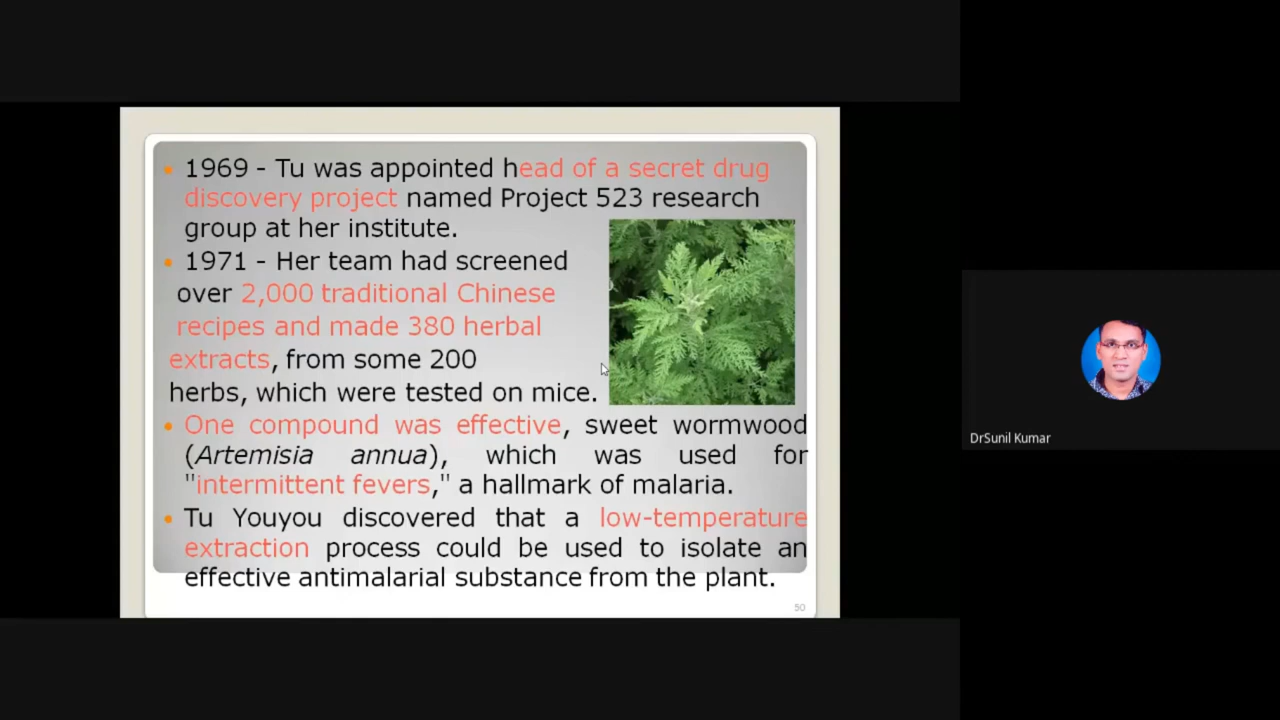 1969 - Tu was appointed head of a secret drug
discovery project named Project 523 research
group at her institute.
1971 - Her team had screened
over 2,000 traditional Chinese
recipes and made 380 herbal
extracts, from some 200
herbs, which were tested on mice.
One compound was effective, sweet wormwood
(Artemisia annua), which was used for
"intermittent fevers," a hallmark of malaria.
Tu Youyou discovered that a low-temperature
extraction process could be used to isolate an
effective antimalarial substance from the plant.
50
DrSunil Kumar